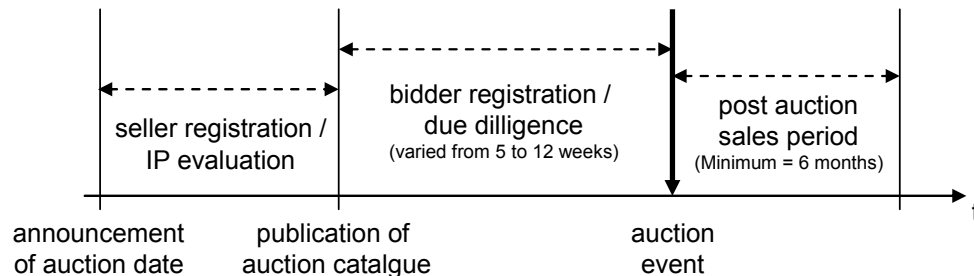 seller registration /
IP evaluation
bidder registration /
due dilligence
(varied from 5 to 12 weeks)
post auction
sales period
(Minimum = 6 months)
t
announcement
of auction date
publication of
auction catalgue
auction
event